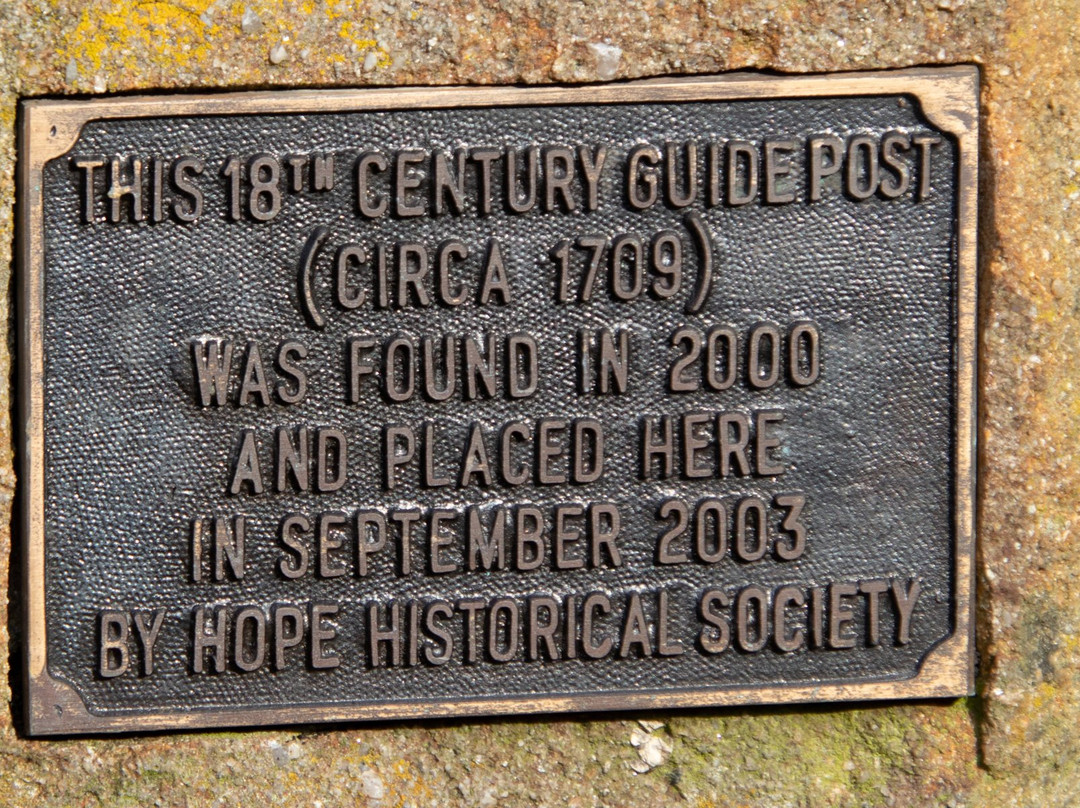 THIS 18TH CENTURY GUIDE POST
(CIRCA 1709)
WAS FOUND IN 2000
AND PLACED HERE
IN SEPTEMBER 2003
BY HOPE HISTORICAL SOCIETY